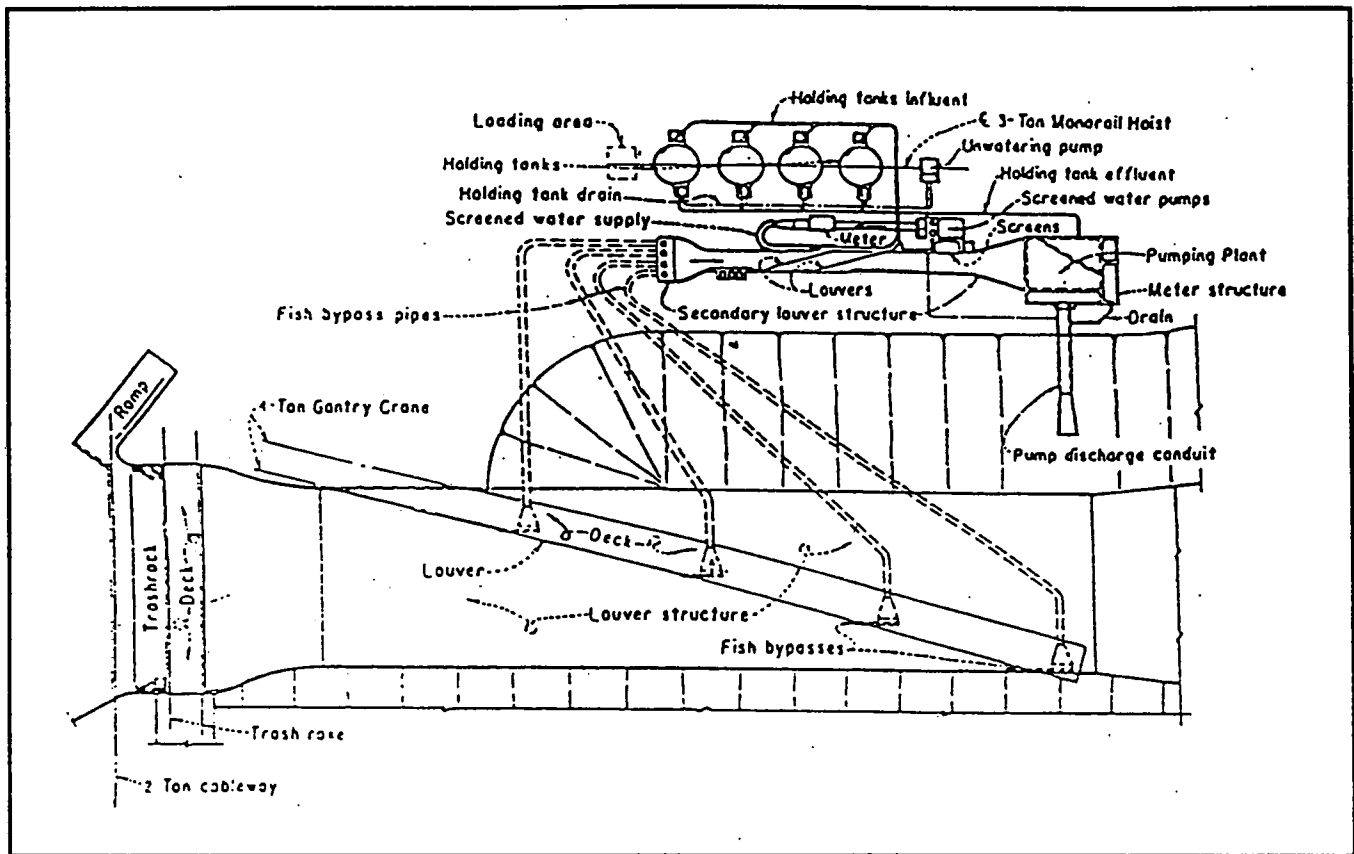 Holding tanks influent
Loading area
℄ 3-Ton Monorail Hoist
Unwatering pump
Holding tanks
Holding tank effluent
Holding tank drain
Screened water pumps
Screened water supply
Meter
Screens
Pumping Plant
Louvers
Meter structure
Fish bypass pipes
Secondary louver structure
Drain
Ramp
4-Ton Gantry Crane
Pump discharge conduit
Deck
Louver
Trashrack
Deck
Louver structure
Fish bypasses
Trash rake
2 Ton cableway